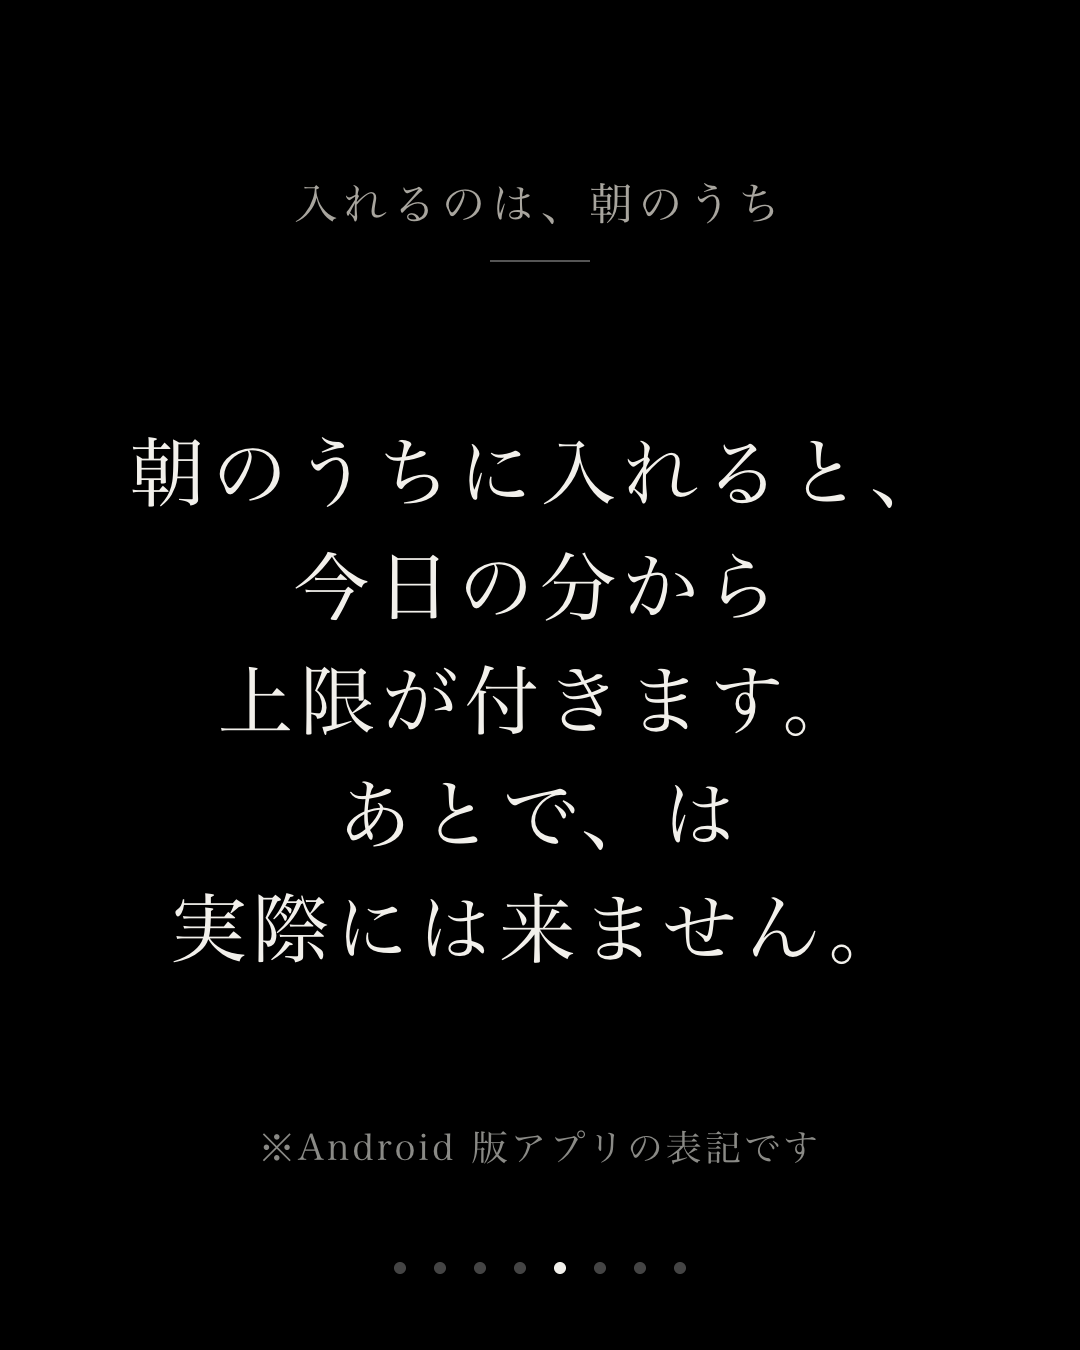 入れるのは、朝のうち
朝のうちに入れると、
今日の分から
上限が付きます。
あとで、は
実際には来ません。
※Android 版アプリの表記です